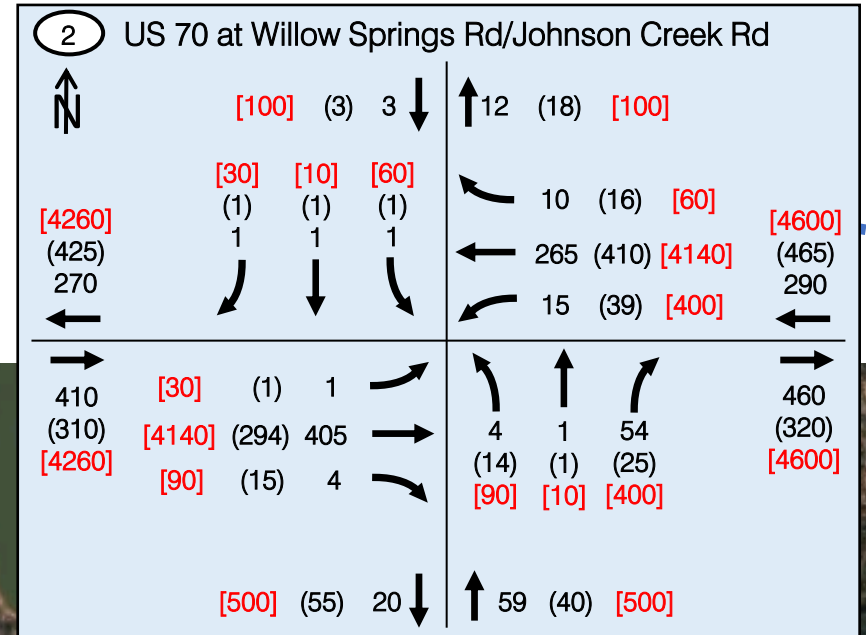 2 US 70 at Willow Springs Rd/Johnson Creek Rd
N
[100] (3) 3
12 (18) [100]
[30] [10] [60]
(1) (1) (1)
1 1 1
10 (16) [60]
265 (410) [4140]
15 (39) [400]
[4260]
(425)
270
[4600]
(465)
290
410
(310)
[4260]
[30] (1) 1
[4140] (294) 405
[90] (15) 4
4 1 54
(14) (1) (25)
[90] [10] [400]
460
(320)
[4600]
[500] (55) 20
59 (40) [500]